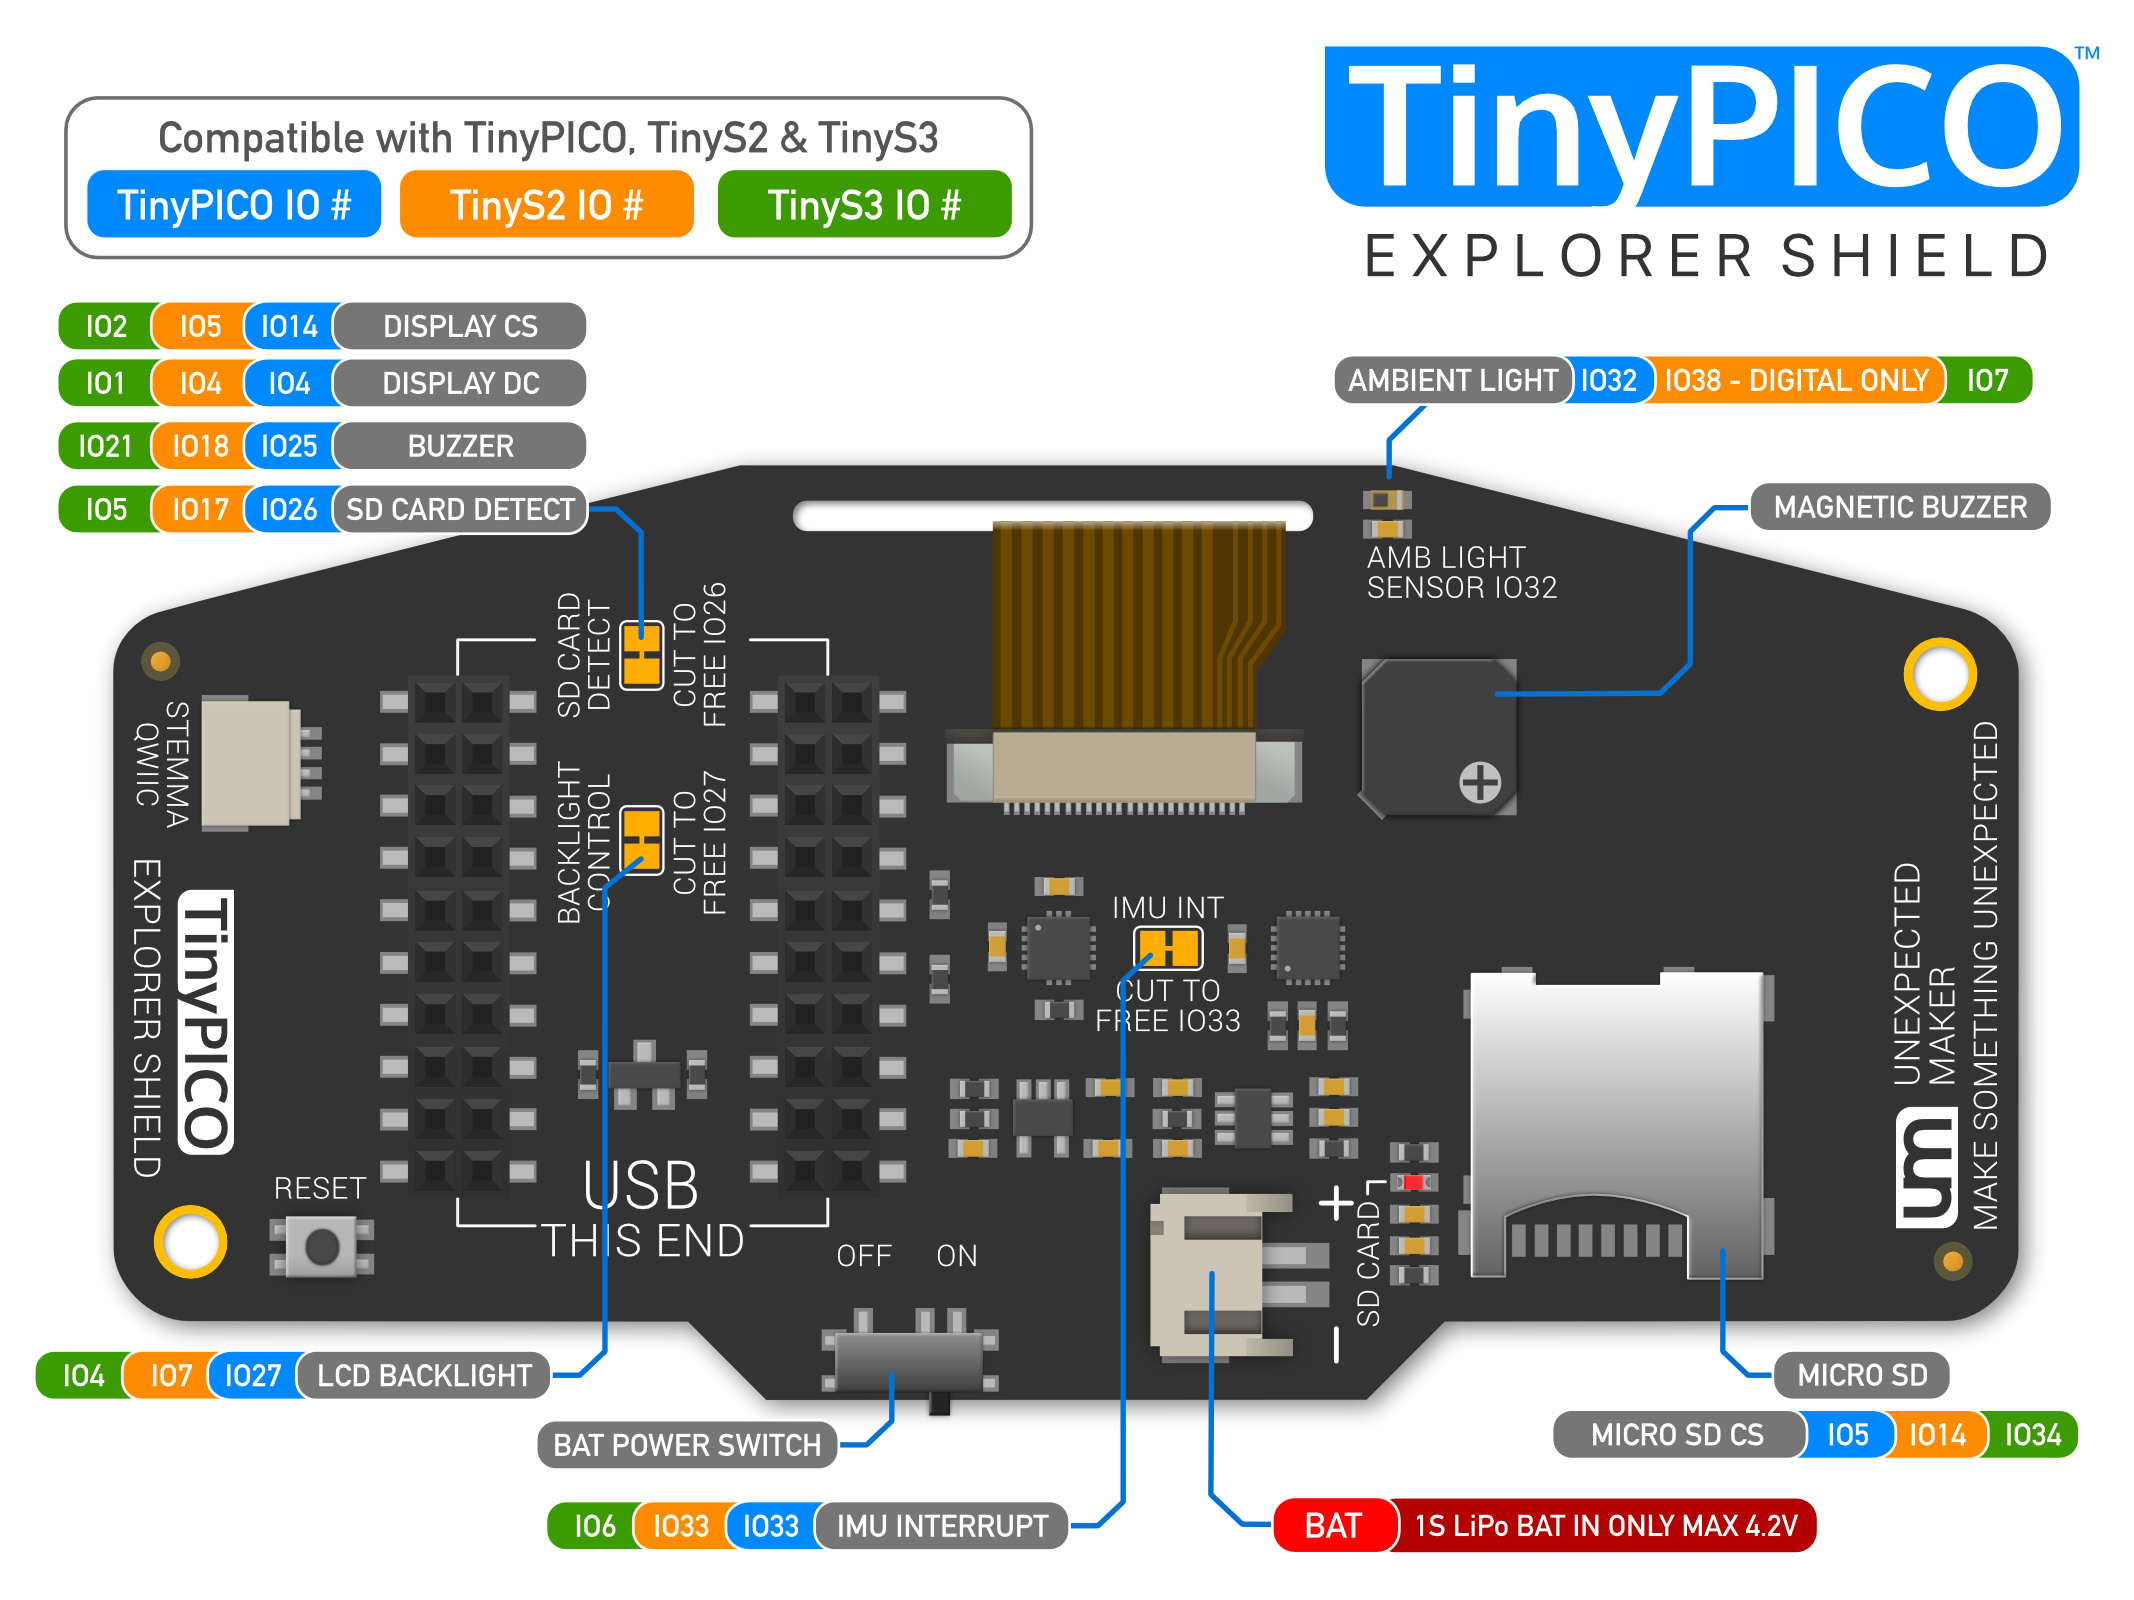 TinyPICO
TM
EXPLORER SHIELD
Compatible with TinyPICO, TinyS2 & TinyS3
TinyPICO IO # TinyS2 IO # TinyS3 IO #
IO2 IO5 IO14 DISPLAY CS
IO1 IO4 IO4 DISPLAY DC
IO21 IO18 IO25 BUZZER
IO5 IO17 IO26 SD CARD DETECT
AMBIENT LIGHT IO32 IO38 - DIGITAL ONLY IO7
MAGNETIC BUZZER
AMB LIGHT
SENSOR IO32
SD CARD
DETECT
CUT TO
FREE IO26
STEMMA
QWIIC
BACKLIGHT
CONTROL
CUT TO
FREE IO27
TinyPICO
EXPLORER SHIELD
IMU INT
CUT TO
FREE IO33
UNEXPECTED
MAKER
um
MAKE SOMETHING UNEXPECTED
RESET
USB
THIS END
OFF ON
+
SD CARD
-
IO4 IO7 IO27 LCD BACKLIGHT
BAT POWER SWITCH
IO6 IO33 IO33 IMU INTERRUPT
BAT 1S LiPo BAT IN ONLY MAX 4.2V
MICRO SD
MICRO SD CS IO5 IO14 IO34